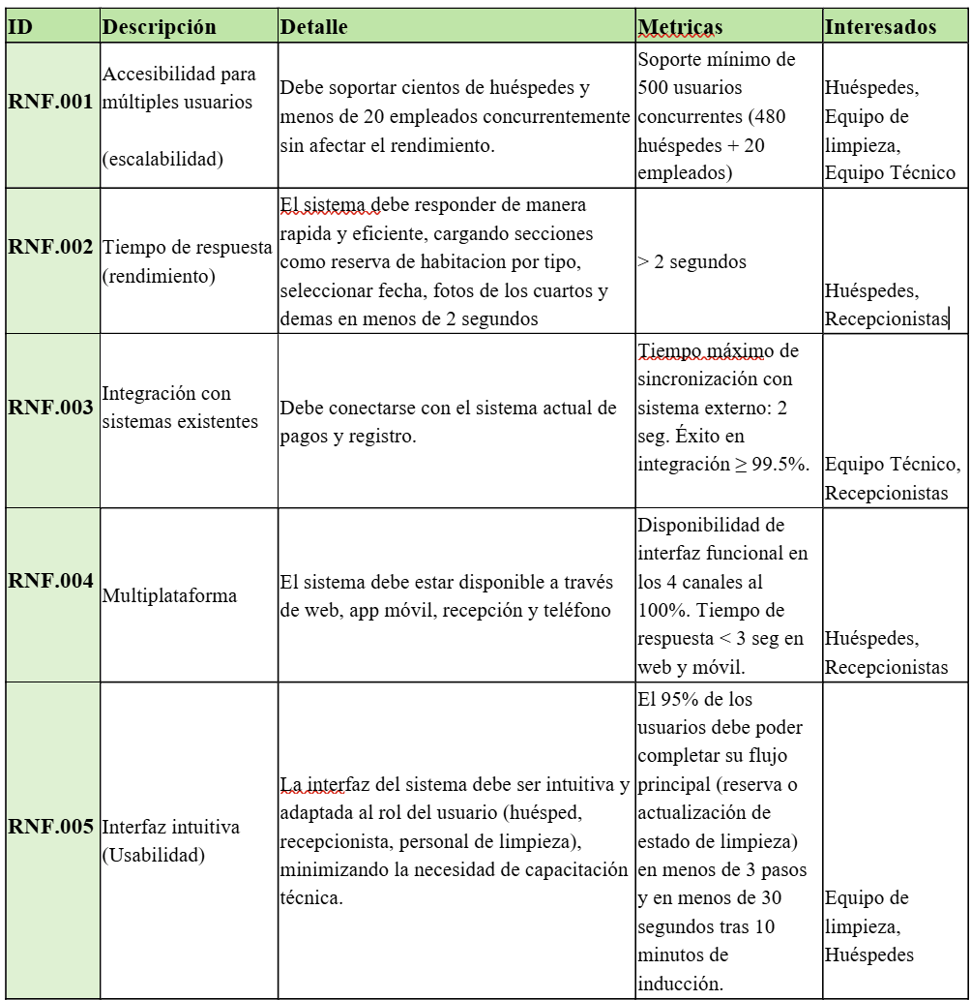 ID Descripción Detalle Metricas Interesados
RNF.001
Accesibilidad para
múltiples usuarios
(escalabilidad)
Debe soportar cientos de huéspedes y
menos de 20 empleados concurrentemente
sin afectar el rendimiento.
Soporte mínimo de
500 usuarios
concurrentes (480
huéspedes + 20
empleados)
Huéspedes,
Equipo de
limpieza,
Equipo Técnico
RNF.002
Tiempo de respuesta
(rendimiento)
El sistema debe responder de manera
rapida y eficiente, cargando secciones
como reserva de habitacion por tipo,
seleccionar fecha, fotos de los cuartos y
demas en menos de 2 segundos
> 2 segundos
Huéspedes,
Recepcionistas
RNF.003
Integración con
sistemas existentes
Debe conectarse con el sistema actual de
pagos y registro.
Tiempo máximo de
sincronización con
sistema externo: 2
seg. Éxito en
integración ≥ 99.5%.
Equipo Técnico,
Recepcionistas
RNF.004
Multiplataforma
El sistema debe estar disponible a través
de web, app móvil, recepción y teléfono
Disponibilidad de
interfaz funcional en
los 4 canales al
100%. Tiempo de
respuesta < 3 seg en
web y móvil.
Huéspedes,
Recepcionistas
RNF.005
Interfaz intuitiva
(Usabilidad)
La interfaz del sistema debe ser intuitiva y
adaptada al rol del usuario (huésped,
recepcionista, personal de limpieza),
minimizando la necesidad de capacitación
técnica.
El 95% de los
usuarios debe poder
completar su flujo
principal (reserva o
actualización de
estado de limpieza)
en menos de 3 pasos
y en menos de 30
segundos tras 10
minutos de
inducción.
Equipo de
limpieza,
Huéspedes